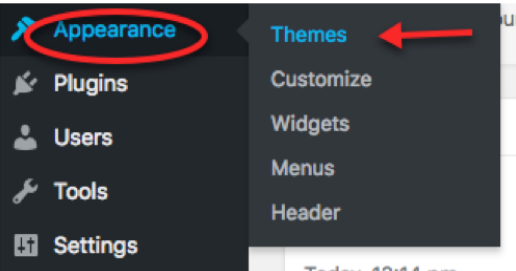 Appearance
Plugins
Users
Tools
Settings
Themes
Customize
Widgets
Menus
Header